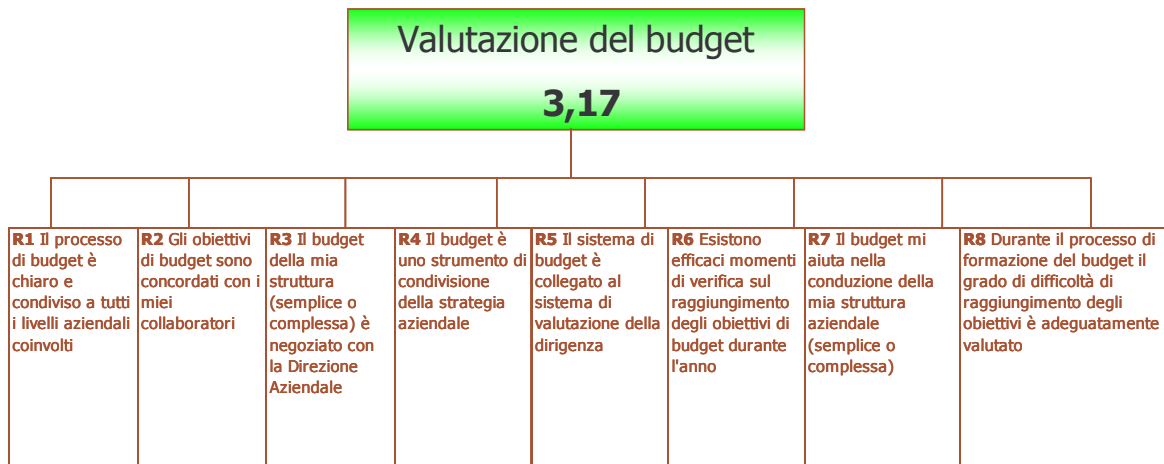 Valutazione del budget
3,17
R1 Il processo
di budget è
chiaro e
condiviso a tutti
i livelli aziendali
coinvolti
R2 Gli obiettivi
di budget sono
concordati con i
miei
collaboratori
R3 Il budget
della mia
struttura
(semplice o
complessa) è
negoziato con
la Direzione
Aziendale
R4 Il budget è
uno strumento di
condivisione
della strategia
aziendale
R5 Il sistema di
budget è
collegato al
sistema di
valutazione della
dirigenza
R6 Esistono
efficaci momenti
di verifica sul
raggiungimento
degli obiettivi di
budget durante
l'anno
R7 Il budget mi
aiuta nella
conduzione della
mia struttura
aziendale
(semplice o
complessa)
R8 Durante il processo di
formazione del budget il
grado di difficoltà di
raggiungimento degli
obiettivi è adeguatamente
valutato